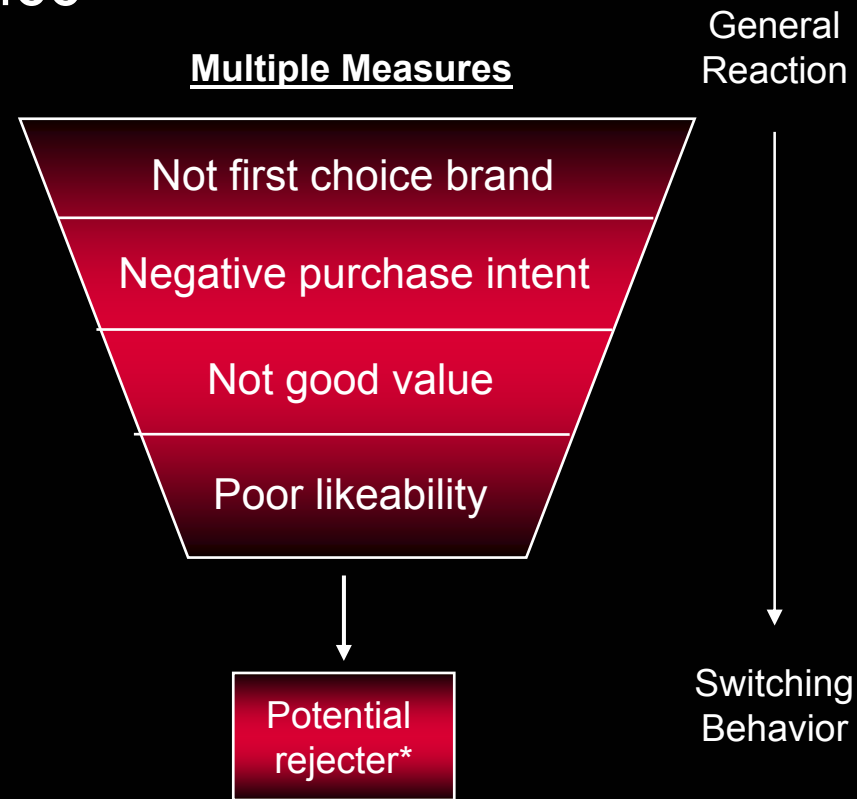 General
Reaction
Multiple Measures
Not first choice brand
Negative purchase intent
Not good value
Poor likeability
Potential
rejecter*
Switching
Behavior